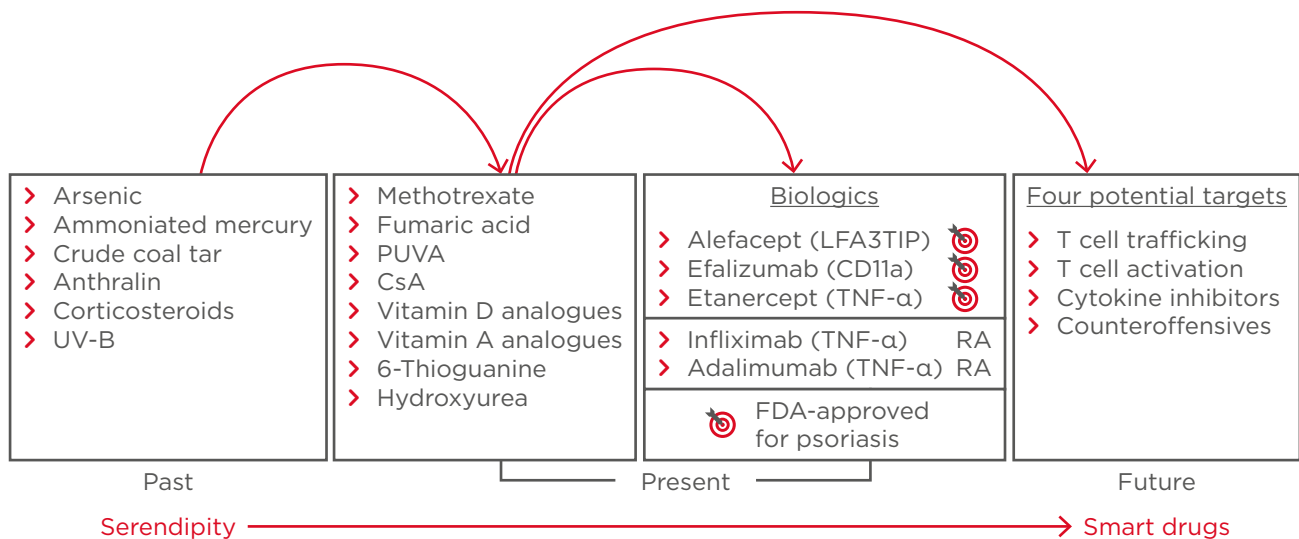 Arsenic
Ammoniated mercury
Crude coal tar
Anthralin
Corticosteroids
UV-B
Methotrexate
Fumaric acid
PUVA
CsA
Vitamin D analogues
Vitamin A analogues
6-Thioguanine
Hydroxyurea
Biologics
Alefacept (LFA3TIP)
Efalizumab (CD11a)
Etanercept (TNF-α)
Infliximab (TNF-α) RA
Adalimumab (TNF-α) RA
FDA-approved
for psoriasis
Four potential targets
T cell trafficking
T cell activation
Cytokine inhibitors
Counteroffensives
Past
Present
Future
Serendipity
Smart drugs